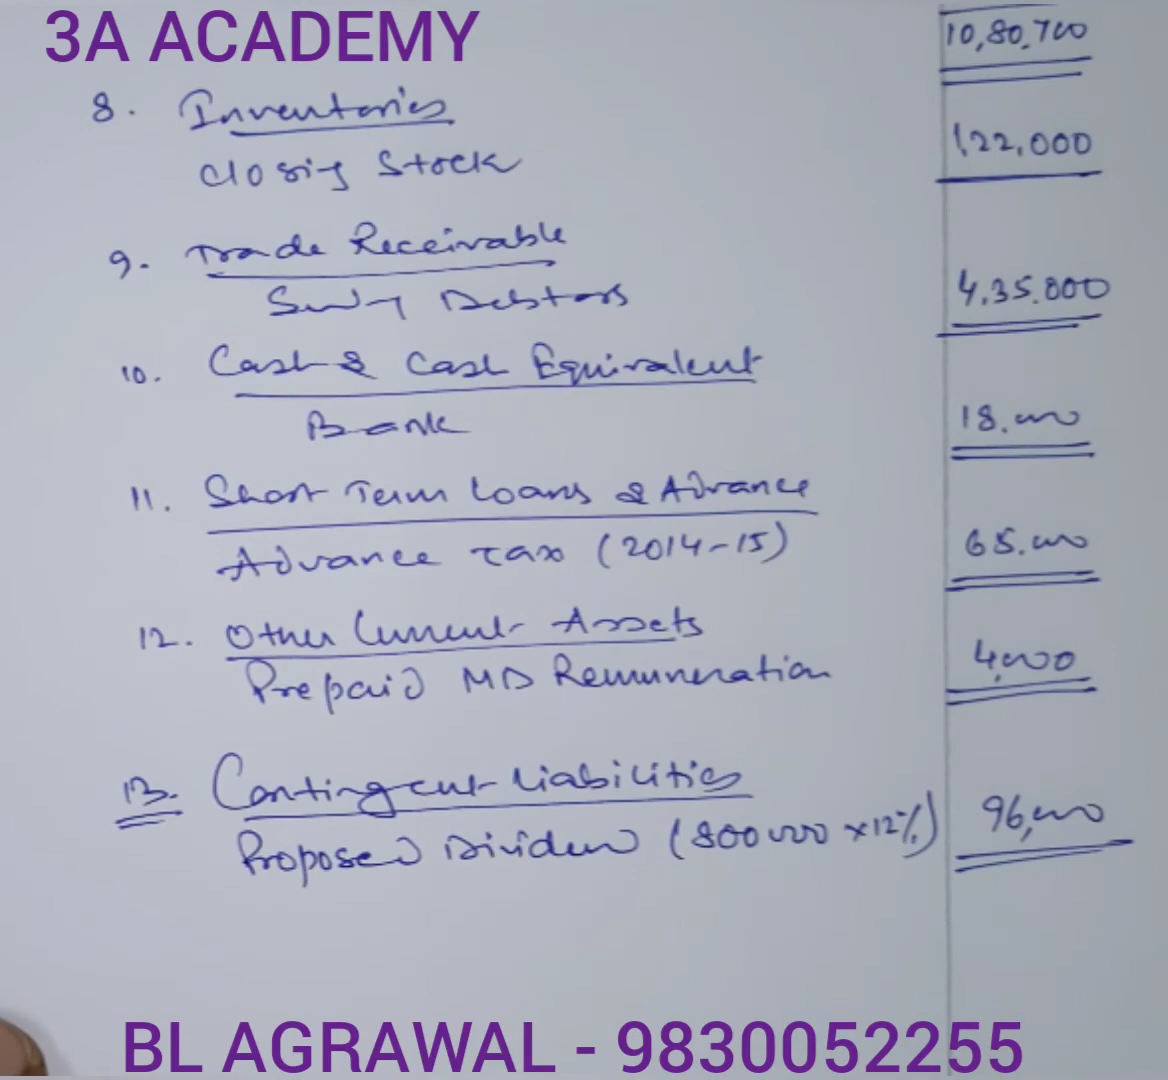 3A ACADEMY
10,80,700
8. Inventories
Closing Stock 1,22,000
9. Trade Receivable
Sundry Debtors 4,35,000
10. Cash & Cash Equivalent
Bank 18,000
11. Short Term Loans & Advance
Advance Tax (2014-15) 65,000
12. Other Current Assets
Prepaid MD Remuneration 4,000
13. Contingent Liabilities
Proposed Dividend (800000 x 12%) 96,000
BL AGRAWAL - 9830052255